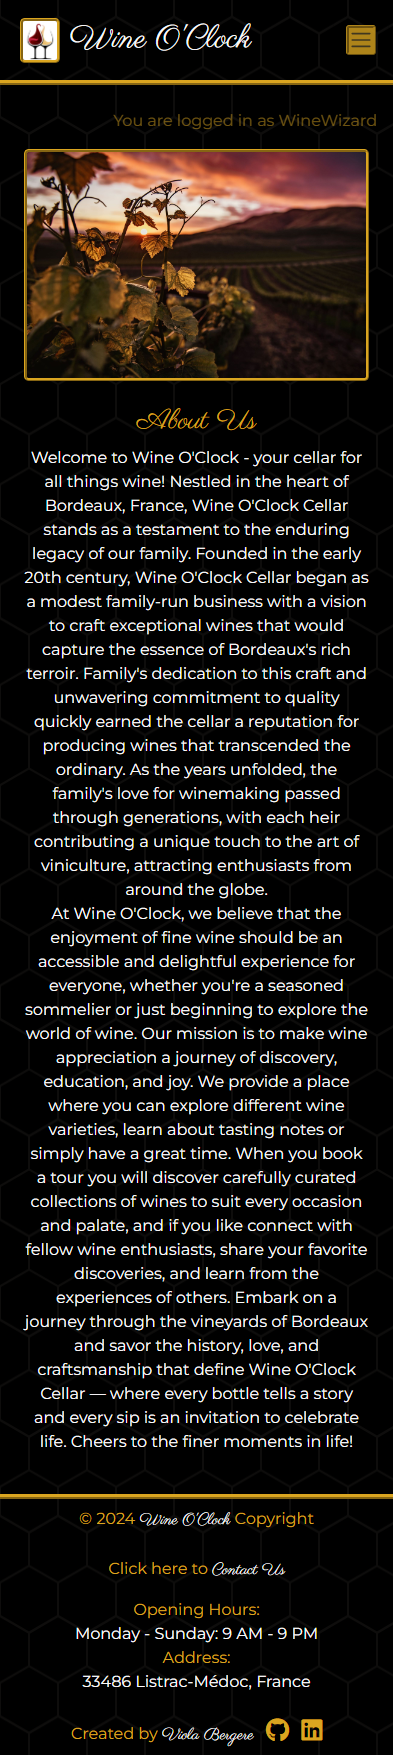 Wine O'Clock
You are logged in as WineWizard
About Us
Welcome to Wine O'Clock - your cellar for
all things wine! Nestled in the heart of
Bordeaux, France, Wine O'Clock Cellar
stands as a testament to the enduring
legacy of our family. Founded in the early
20th century, Wine O'Clock Cellar began as
a modest family-run business with a vision
to craft exceptional wines that would
capture the essence of Bordeaux's rich
terroir. Family's dedication to this craft and
unwavering commitment to quality
quickly earned the cellar a reputation for
producing wines that transcended the
ordinary. As the years unfolded, the
family's love for winemaking passed
through generations, with each heir
contributing a unique touch to the art of
viniculture, attracting enthusiasts from
around the globe.
At Wine O'Clock, we believe that the
enjoyment of fine wine should be an
accessible and delightful experience for
everyone, whether you're a seasoned
sommelier or just beginning to explore the
world of wine. Our mission is to make wine
appreciation a journey of discovery,
education, and joy. We provide a place
where you can explore different wine
varieties, learn about tasting notes or
simply have a great time. When you book
a tour you will discover carefully curated
collections of wines to suit every occasion
and palate, and if you like connect with
fellow wine enthusiasts, share your favorite
discoveries, and learn from the
experiences of others. Embark on a
journey through the vineyards of Bordeaux
and savor the history, love, and
craftsmanship that define Wine O'Clock
Cellar — where every bottle tells a story
and every sip is an invitation to celebrate
life. Cheers to the finer moments in life!
© 2024 Wine O'Clock Copyright
Click here to Contact Us
Opening Hours:
Monday - Sunday: 9 AM - 9 PM
Address:
33486 Listrac-Médoc, France
Created by Viola Bergere